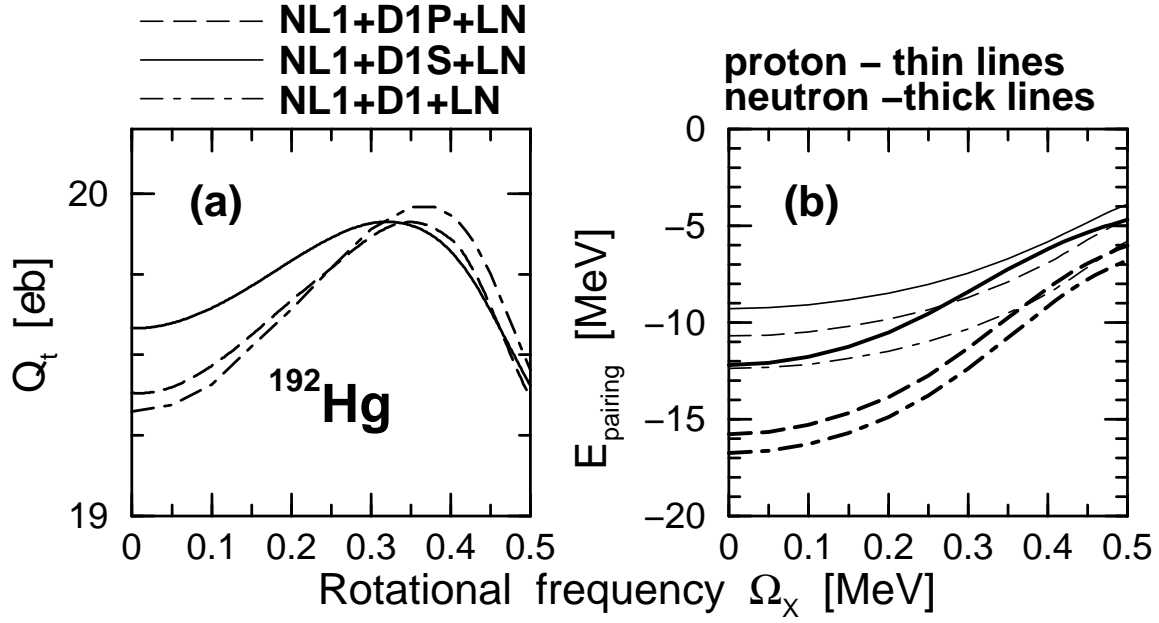 NL1+D1P+LN
NL1+D1S+LN
NL1+D1+LN
proton – thin lines
neutron –thick lines
(a)
20
19
Q_t [eb]
¹⁹²Hg
0 0.1 0.2 0.3 0.4 0.5
(b)
0
−5
−10
−15
−20
E_pairing [MeV]
0 0.1 0.2 0.3 0.4 0.5
Rotational frequency Ω_X [MeV]